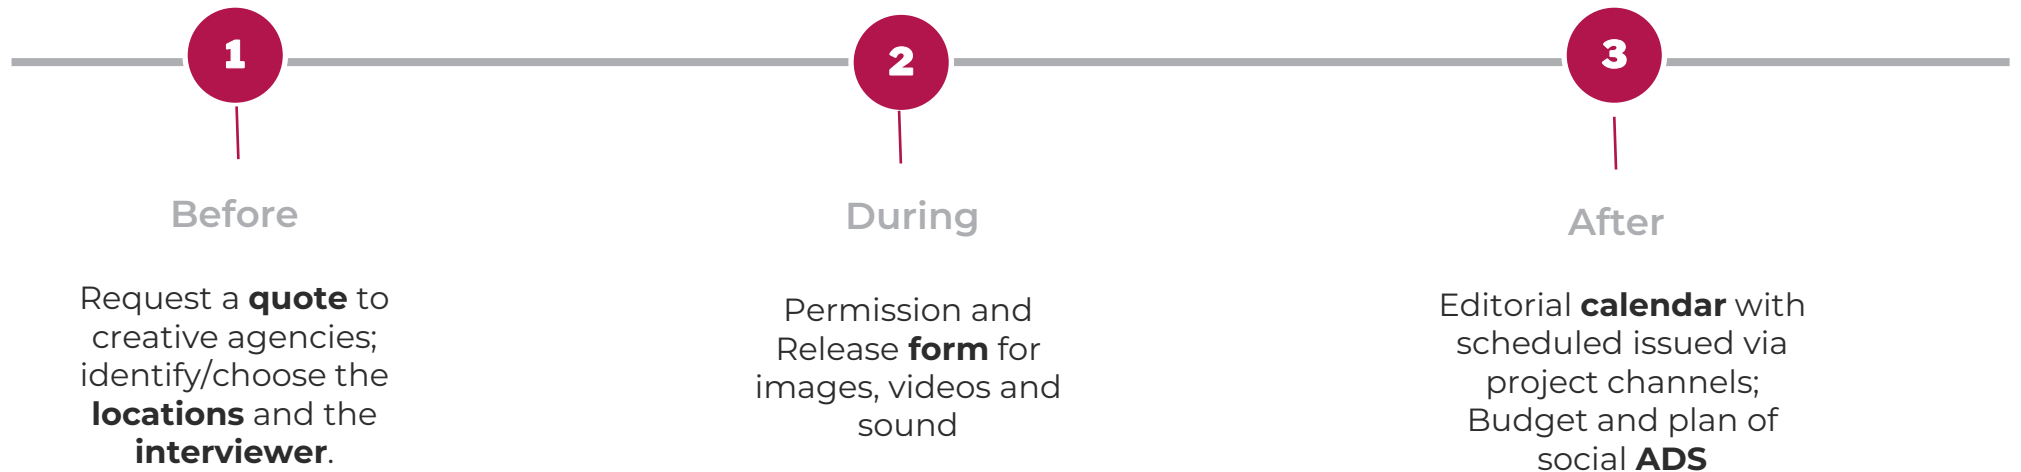 1
Before
Request a quote to
creative agencies;
identify/choose the
locations and the
interviewer.
2
During
Permission and
Release form for
images, videos and
sound
3
After
Editorial calendar with
scheduled issued via
project channels;
Budget and plan of
social ADS